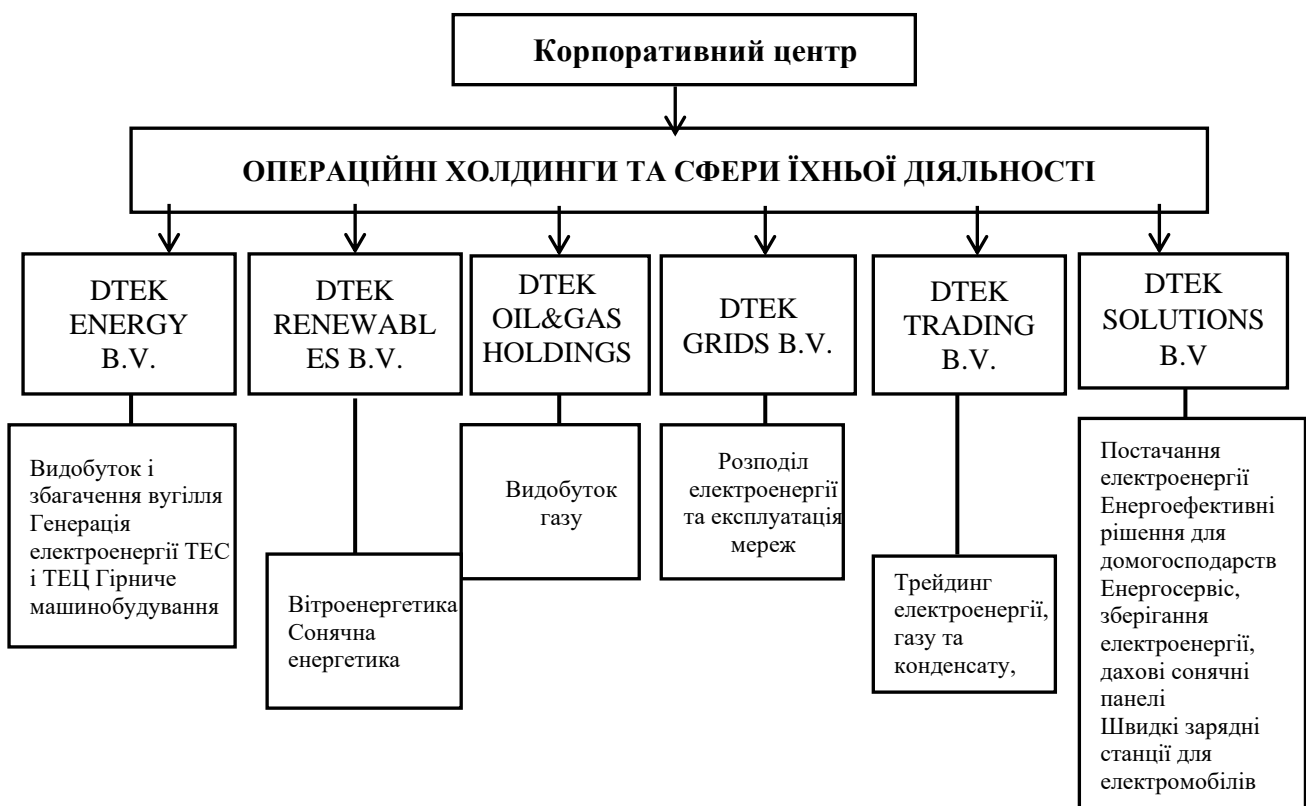 Корпоративний центр
ОПЕРАЦІЙНІ ХОЛДИНГИ ТА СФЕРИ ЇХНЬОЇ ДІЯЛЬНОСТІ
DTEK
ENERGY
B.V.
DTEK
RENEWABL
ES B.V.
DTEK
OIL&GAS
HOLDINGS
DTEK
GRIDS B.V.
DTEK
TRADING
B.V.
DTEK
SOLUTIONS
B.V
Видобуток і
збагачення вугілля
Генерація
електроенергії ТЕС
і ТЕЦ Гірниче
машинобудування
Вітроенергетика
Сонячна
енергетика
Видобуток
газу
Розподіл
електроенергії
та експлуатація
мереж
Трейдинг
електроенергії,
газу та
конденсату,
Постачання
електроенергії
Енергоефективні
рішення для
домогосподарств
Енергосервіс,
зберігання
електроенергії,
дахові сонячні
панелі
Швидкі зарядні
станції для
електромобілів